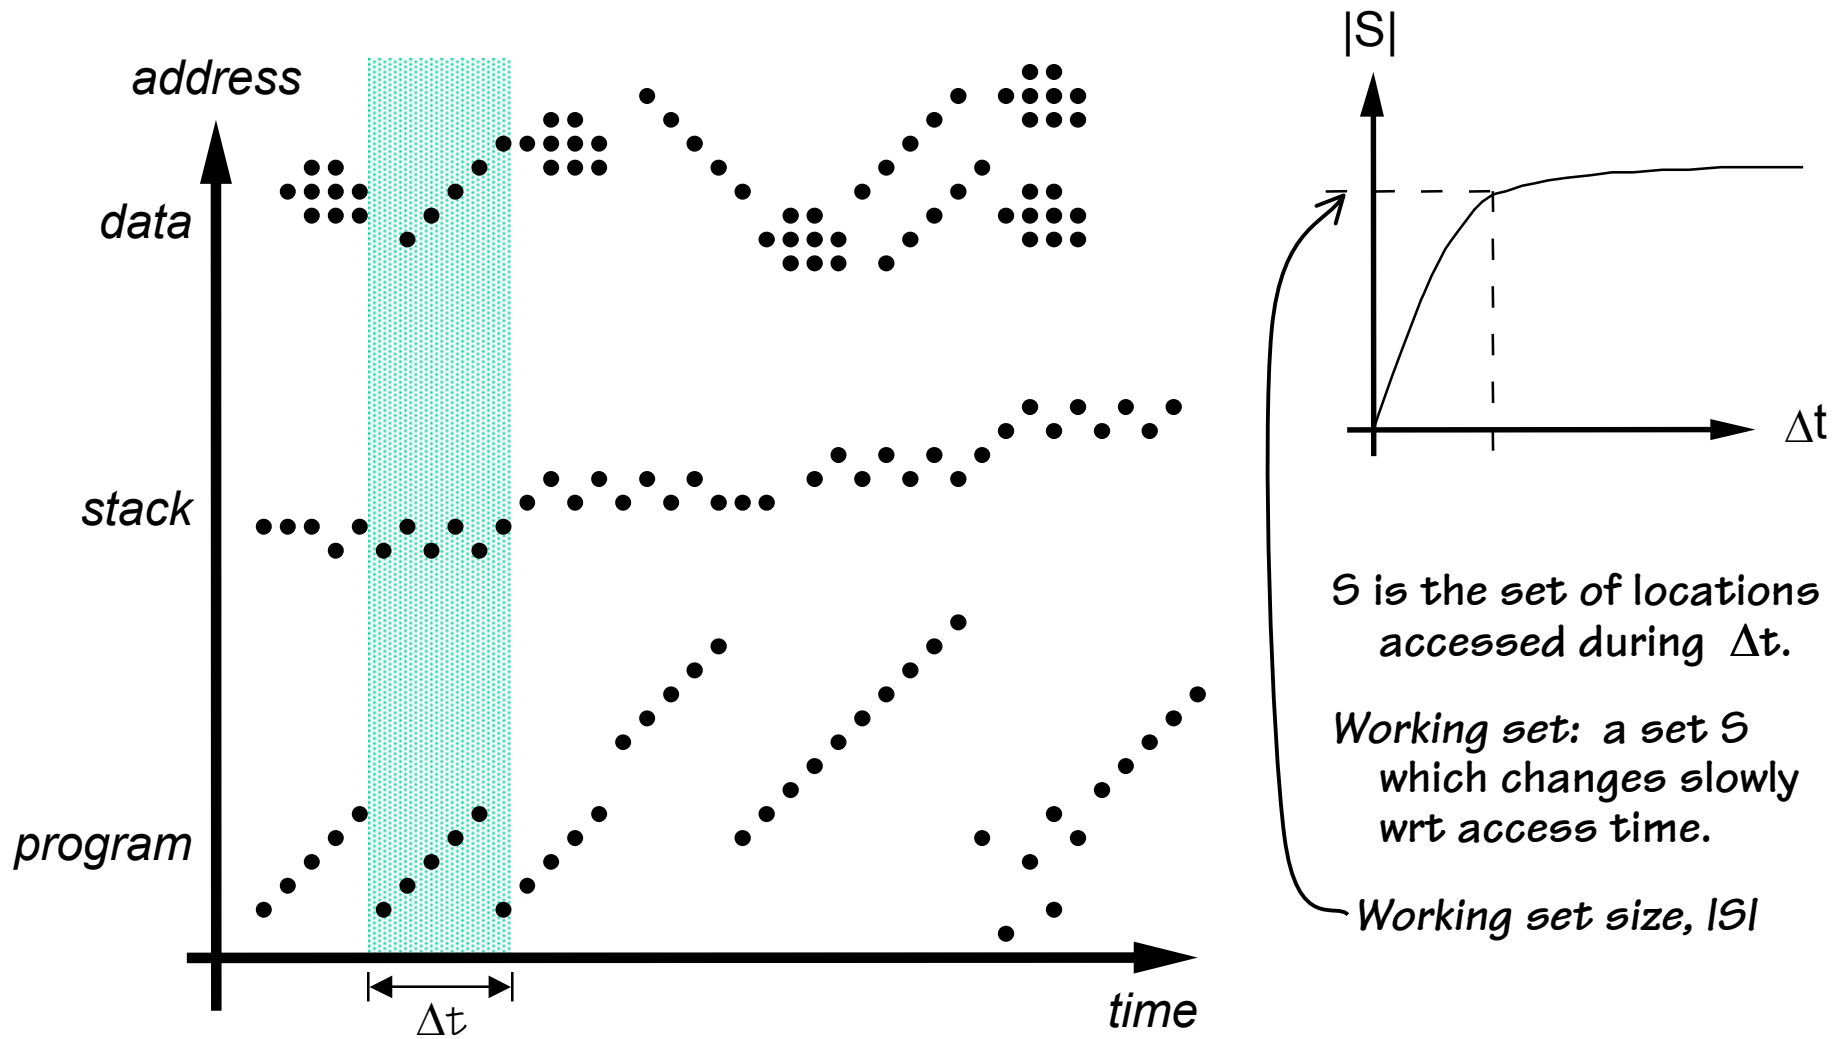 address
data
stack
program
Δt
time
|S|
Δt
S is the set of locations
accessed during Δt.
Working set: a set S
which changes slowly
wrt access time.
Working set size, |S|